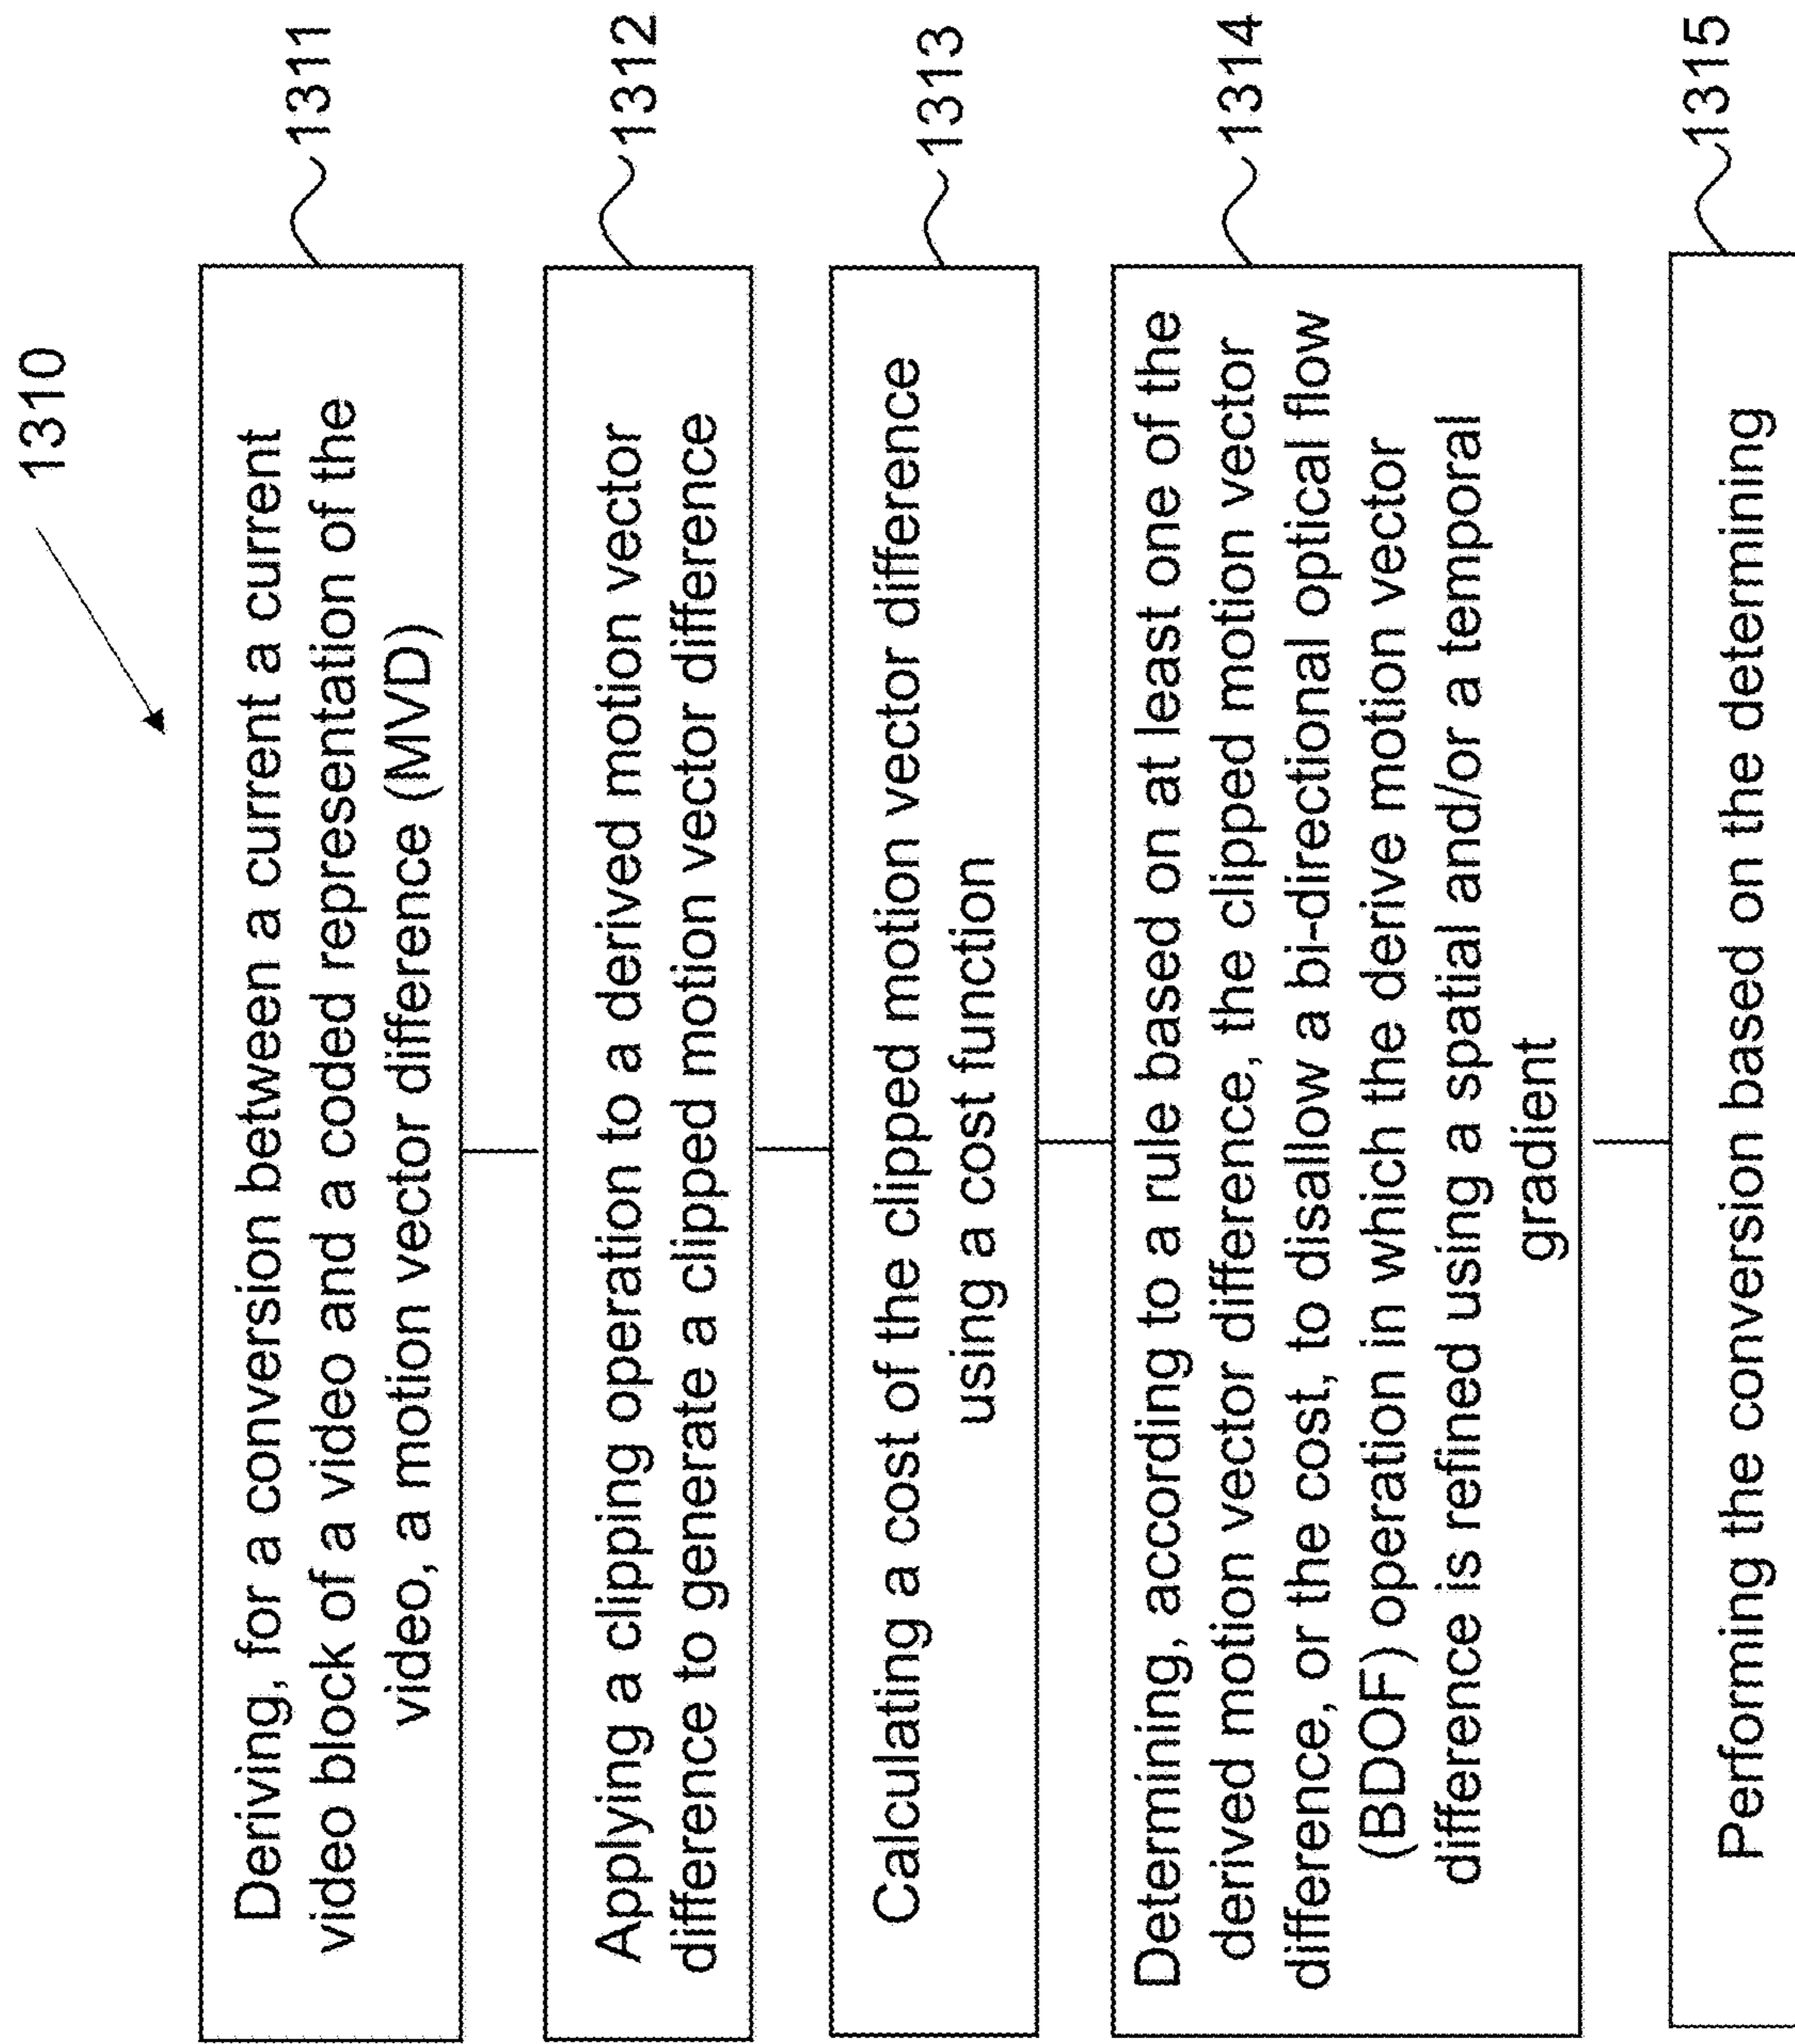 1310
Deriving, for a conversion between a current a current
video block of a video and a coded representation of the
video, a motion vector difference (MVD)
1311
Applying a clipping operation to a derived motion vector
difference to generate a clipped motion vector difference
1312
Calculating a cost of the clipped motion vector difference
using a cost function
1313
Determining, according to a rule based on at least one of the
derived motion vector difference, the clipped motion vector
difference, or the cost, to disallow a bi-directional optical flow
(BDOF) operation in which the derive motion vector
difference is refined using a spatial and/or a temporal
gradient
1314
Performing the conversion based on the determining
1315